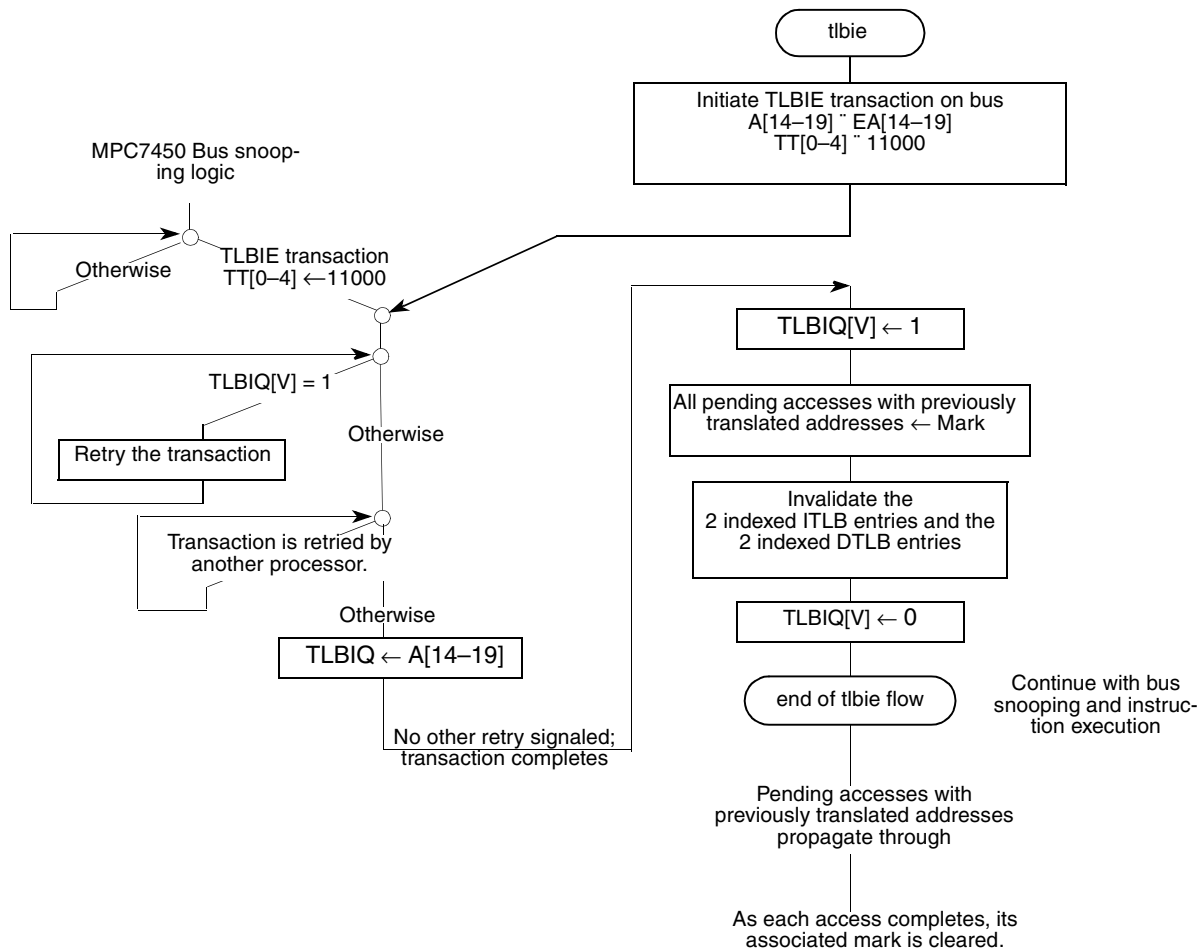 tlbie
Initiate TLBIE transaction on bus
A[14–19] ¨ EA[14–19]
TT[0–4] ¨ 11000
MPC7450 Bus snoop-
ing logic
Otherwise
TLBIE transaction
TT[0–4] ←11000
TLBIQ[V] = 1
Retry the transaction
Otherwise
Transaction is retried by
another processor.
Otherwise
TLBIQ ← A[14–19]
No other retry signaled;
transaction completes
TLBIQ[V] ← 1
All pending accesses with previously
translated addresses ← Mark
Invalidate the
2 indexed ITLB entries and the
2 indexed DTLB entries
TLBIQ[V] ← 0
end of tlbie flow
Continue with bus
snooping and instruc-
tion execution
Pending accesses with
previously translated addresses
propagate through
As each access completes, its
associated mark is cleared.